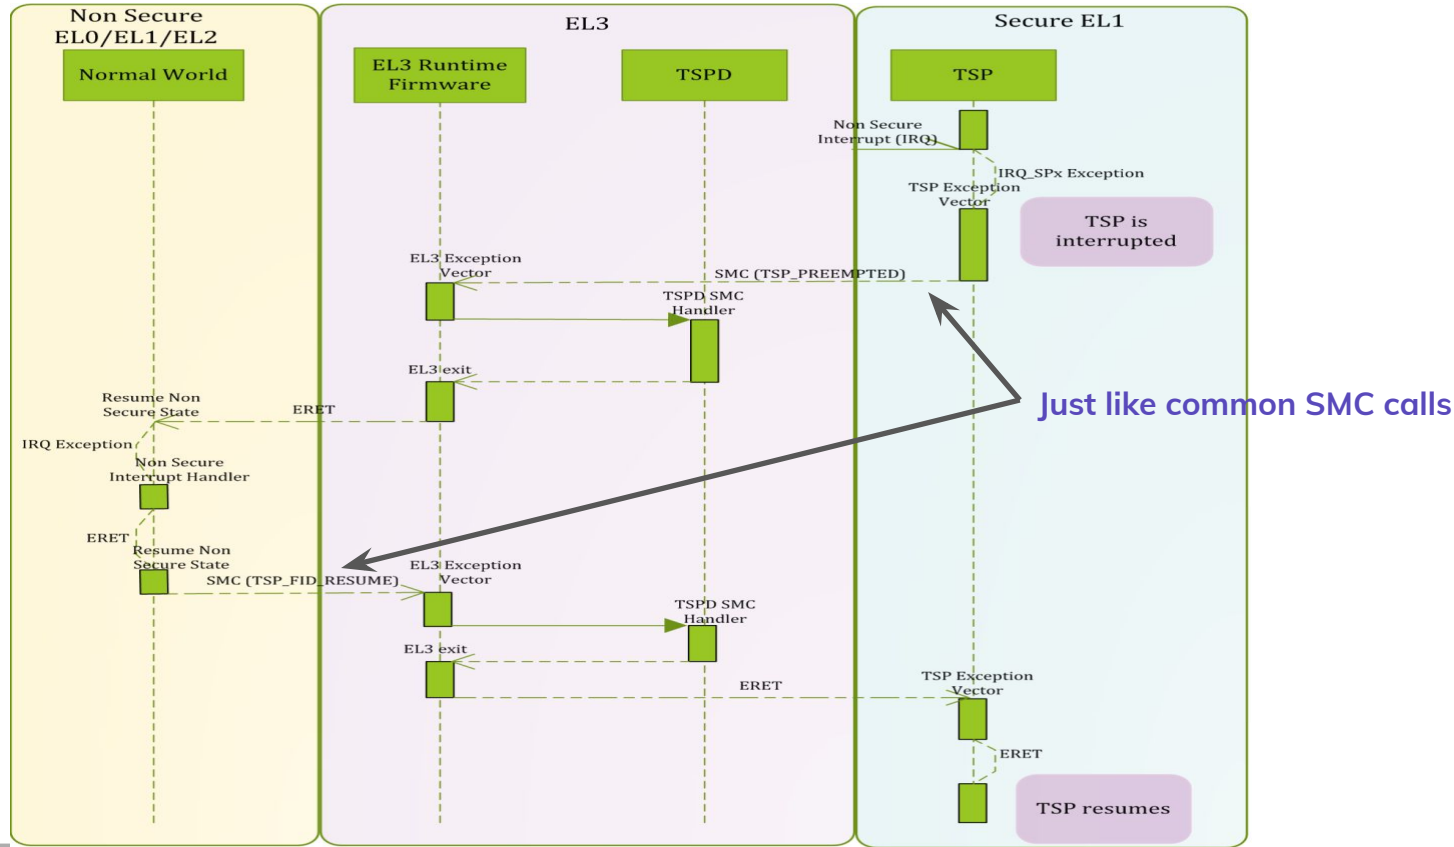 Non Secure
EL0/EL1/EL2
EL3
Secure EL1
Normal World
EL3 Runtime
Firmware
TSPD
TSP
Non Secure
Interrupt (IRQ)
IRQ_SPx Exception
TSP Exception
Vector
TSP is
interrupted
EL3 Exception
Vector
SMC (TSP_PREEMPTED)
TSPD SMC
Handler
EL3 exit
Resume Non
Secure State
ERET
Just like common SMC calls
IRQ Exception
Non Secure
Interrupt Handler
ERET
Resume Non
Secure State
SMC (TSP_FID_RESUME)
EL3 Exception
Vector
TSPD SMC
Handler
EL3 exit
ERET
TSP Exception
Vector
ERET
TSP resumes